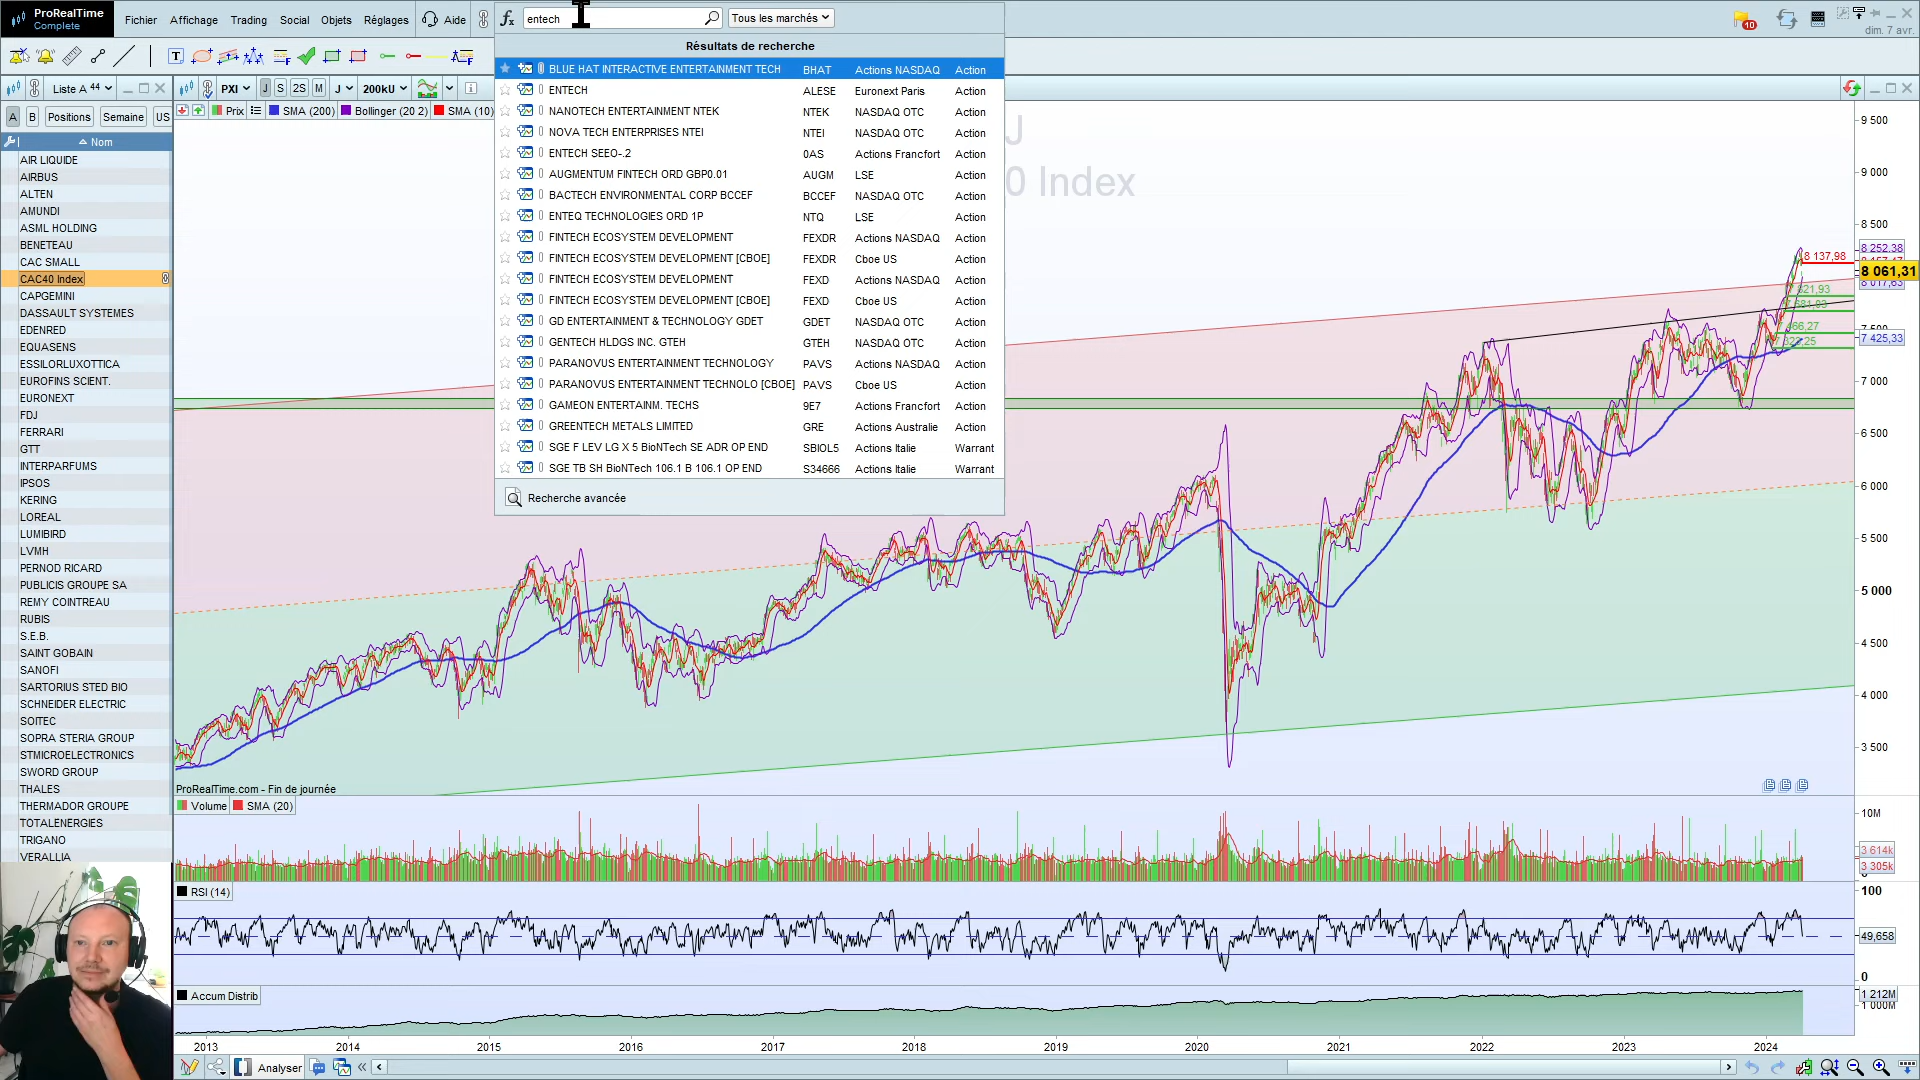 ProRealTime
Complete
Fichier Affichage Trading Social Objets Réglages Aide
entech
Tous les marchés
10
dim. 7 avr.
Résultats de recherche
BLUE HAT INTERACTIVE ENTERTAINMENT TECH BHAT Actions NASDAQ Action
ENTECH ALESE Euronext Paris Action
NANOTECH ENTERTAINMENT NTEK NTEK NASDAQ OTC Action
NOVA TECH ENTERPRISES NTEI NTEI NASDAQ OTC Action
ENTECH SEEO-.2 0AS Actions Francfort Action
AUGMENTUM FINTECH ORD GBP0.01 AUGM LSE Action
BACTECH ENVIRONMENTAL CORP BCCEF BCCEF NASDAQ OTC Action
ENTEQ TECHNOLOGIES ORD 1P NTQ LSE Action
FINTECH ECOSYSTEM DEVELOPMENT FEXDR Actions NASDAQ Action
FINTECH ECOSYSTEM DEVELOPMENT [CBOE] FEXDR Cboe US Action
FINTECH ECOSYSTEM DEVELOPMENT FEXD Actions NASDAQ Action
FINTECH ECOSYSTEM DEVELOPMENT [CBOE] FEXD Cboe US Action
GD ENTERTAINMENT & TECHNOLOGY GDET GDET NASDAQ OTC Action
GENTECH HLDGS INC. GTEH GTEH NASDAQ OTC Action
PARANOVUS ENTERTAINMENT TECHNOLOGY PAVS Actions NASDAQ Action
PARANOVUS ENTERTAINMENT TECHNOLO [CBOE] PAVS Cboe US Action
GAMEON ENTERTAINM. TECHS 9E7 Actions Francfort Action
GREENTECH METALS LIMITED GRE Actions Australie Action
SGE F LEV LG X 5 BioNTech SE ADR OP END SBIOL5 Actions Italie Warrant
SGE TB SH BioNTech 106.1 B 106.1 OP END S34666 Actions Italie Warrant
Recherche avancée
Liste A
PXI J S 2S M J 200kU
A B Positions Semaine US
Prix SMA (200) Bollinger (20 2) SMA (10)
Nom
AIR LIQUIDE
AIRBUS
ALTEN
AMUNDI
ASML HOLDING
BENETEAU
CAC SMALL
CAC40 Index
CAPGEMINI
DASSAULT SYSTEMES
EDENRED
EQUASENS
ESSILORLUXOTTICA
EUROFINS SCIENT.
EURONEXT
FDJ
FERRARI
GTT
INTERPARFUMS
IPSOS
KERING
LOREAL
LUMIBIRD
LVMH
PERNOD RICARD
PUBLICIS GROUPE SA
REMY COINTREAU
RUBIS
S.E.B.
SAINT GOBAIN
SANOFI
SARTORIUS STED BIO
SCHNEIDER ELECTRIC
SOITEC
SOPRA STERIA GROUP
STMICROELECTRONICS
SWORD GROUP
THALES
THERMADOR GROUPE
TOTALENERGIES
TRIGANO
VERALLIA
J
0 Index
9 500
9 000
8 500
8 252,38
8 137,98
8 061,31
8 017,63
7 425,33
7 000
6 500
6 000
5 500
5 000
4 500
4 000
3 500
ProRealTime.com - Fin de journée
Volume SMA (20)
10M
3 614k
3 305k
RSI (14)
100
49,658
0
Accum Distrib
1 212M
1 000M
2013 2014 2015 2016 2017 2018 2019 2020 2021 2022 2023 2024
Analyser